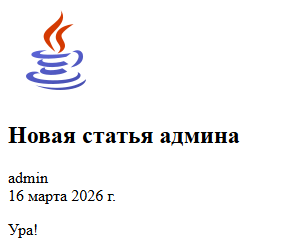 Новая статья админа
admin
16 марта 2026 г.
Ура!